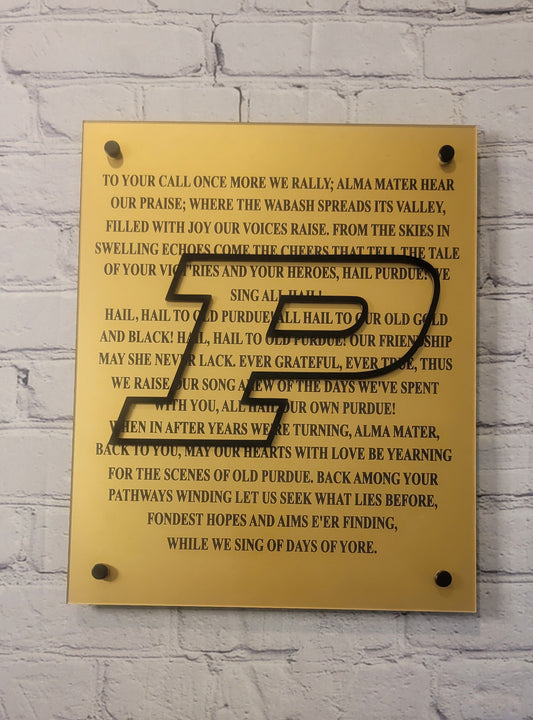 TO YOUR CALL ONCE MORE WE RALLY; ALMA MATER HEAR
OUR PRAISE; WHERE THE WABASH SPREADS ITS VALLEY,
FILLED WITH JOY OUR VOICES RAISE. FROM THE SKIES IN
SWELLING ECHOES COME THE CHEERS THAT TELL THE TALE
OF YOUR VICT'RIES AND YOUR HEROES, HAIL PURDUE! WE
SING ALL HAIL!
HAIL, HAIL TO OLD PURDUE! ALL HAIL TO OUR OLD GOLD
AND BLACK! HAIL, HAIL TO OLD PURDUE! OUR FRIENDSHIP
MAY SHE NEVER LACK. EVER GRATEFUL, EVER TRUE, THUS
WE RAISE OUR SONG ANEW OF THE DAYS WE'VE SPENT
WITH YOU, ALL HAIL OUR OWN PURDUE!
WHEN IN AFTER YEARS WE'RE TURNING, ALMA MATER,
BACK TO YOU, MAY OUR HEARTS WITH LOVE BE YEARNING
FOR THE SCENES OF OLD PURDUE. BACK AMONG YOUR
PATHWAYS WINDING LET US SEEK WHAT LIES BEFORE,
FONDEST HOPES AND AIMS E'ER FINDING,
WHILE WE SING OF DAYS OF YORE.
P